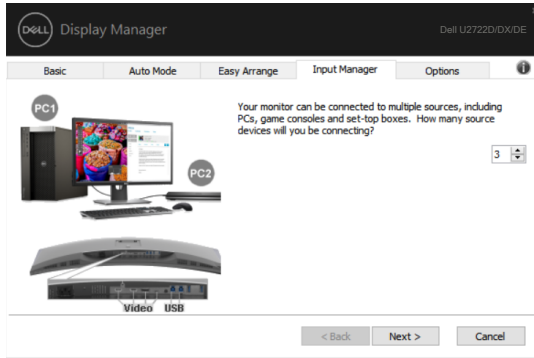 DELL Display Manager
Dell U2722D/DX/DE
Basic Auto Mode Easy Arrange Input Manager Options
PC1
PC2
Video USB
Your monitor can be connected to multiple sources, including
PCs, game consoles and set-top boxes. How many source
devices will you be connecting?
3
< Back Next > Cancel